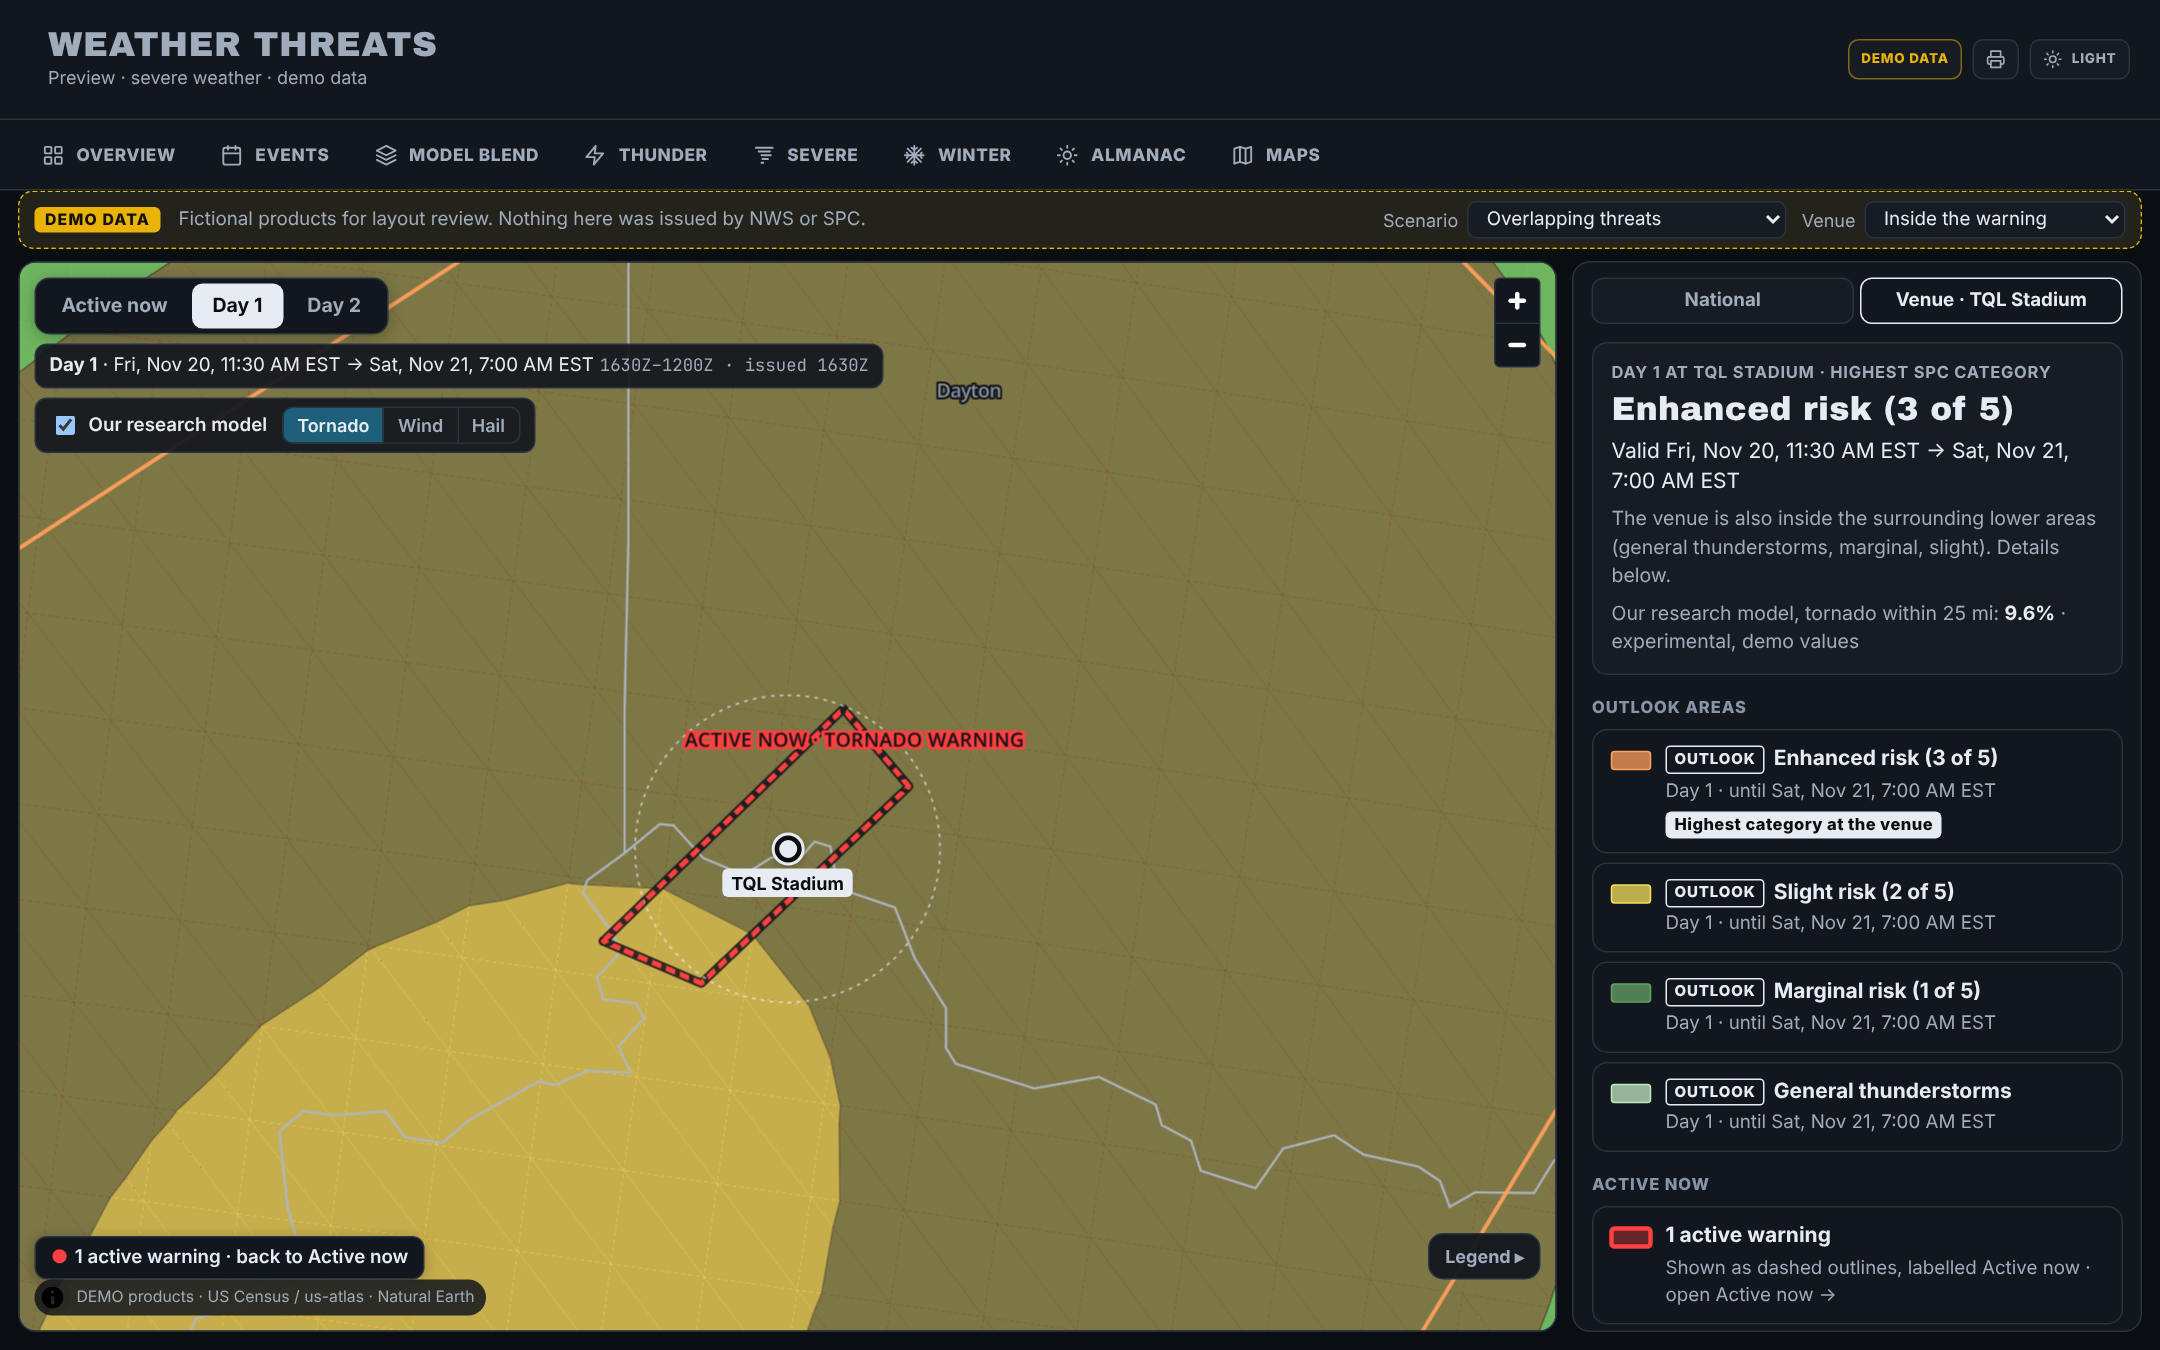 WEATHER THREATS
Preview · severe weather · demo data
DEMO DATA
LIGHT
OVERVIEW
EVENTS
MODEL BLEND
THUNDER
SEVERE
WINTER
ALMANAC
MAPS
DEMO DATA Fictional products for layout review. Nothing here was issued by NWS or SPC.
Scenario Overlapping threats Venue Inside the warning
Active now Day 1 Day 2
Day 1 · Fri, Nov 20, 11:30 AM EST → Sat, Nov 21, 7:00 AM EST 1630Z–1200Z · issued 1630Z
Our research model Tornado Wind Hail
+
−
Dayton
ACTIVE NOW · TORNADO WARNING
TQL Stadium
1 active warning · back to Active now
DEMO products · US Census / us-atlas · Natural Earth
Legend ▸
National
Venue · TQL Stadium
DAY 1 AT TQL STADIUM · HIGHEST SPC CATEGORY
Enhanced risk (3 of 5)
Valid Fri, Nov 20, 11:30 AM EST → Sat, Nov 21,
7:00 AM EST
The venue is also inside the surrounding lower areas
(general thunderstorms, marginal, slight). Details
below.
Our research model, tornado within 25 mi: 9.6% ·
experimental, demo values
OUTLOOK AREAS
OUTLOOK Enhanced risk (3 of 5)
Day 1 · until Sat, Nov 21, 7:00 AM EST
Highest category at the venue
OUTLOOK Slight risk (2 of 5)
Day 1 · until Sat, Nov 21, 7:00 AM EST
OUTLOOK Marginal risk (1 of 5)
Day 1 · until Sat, Nov 21, 7:00 AM EST
OUTLOOK General thunderstorms
Day 1 · until Sat, Nov 21, 7:00 AM EST
ACTIVE NOW
1 active warning
Shown as dashed outlines, labelled Active now ·
open Active now →